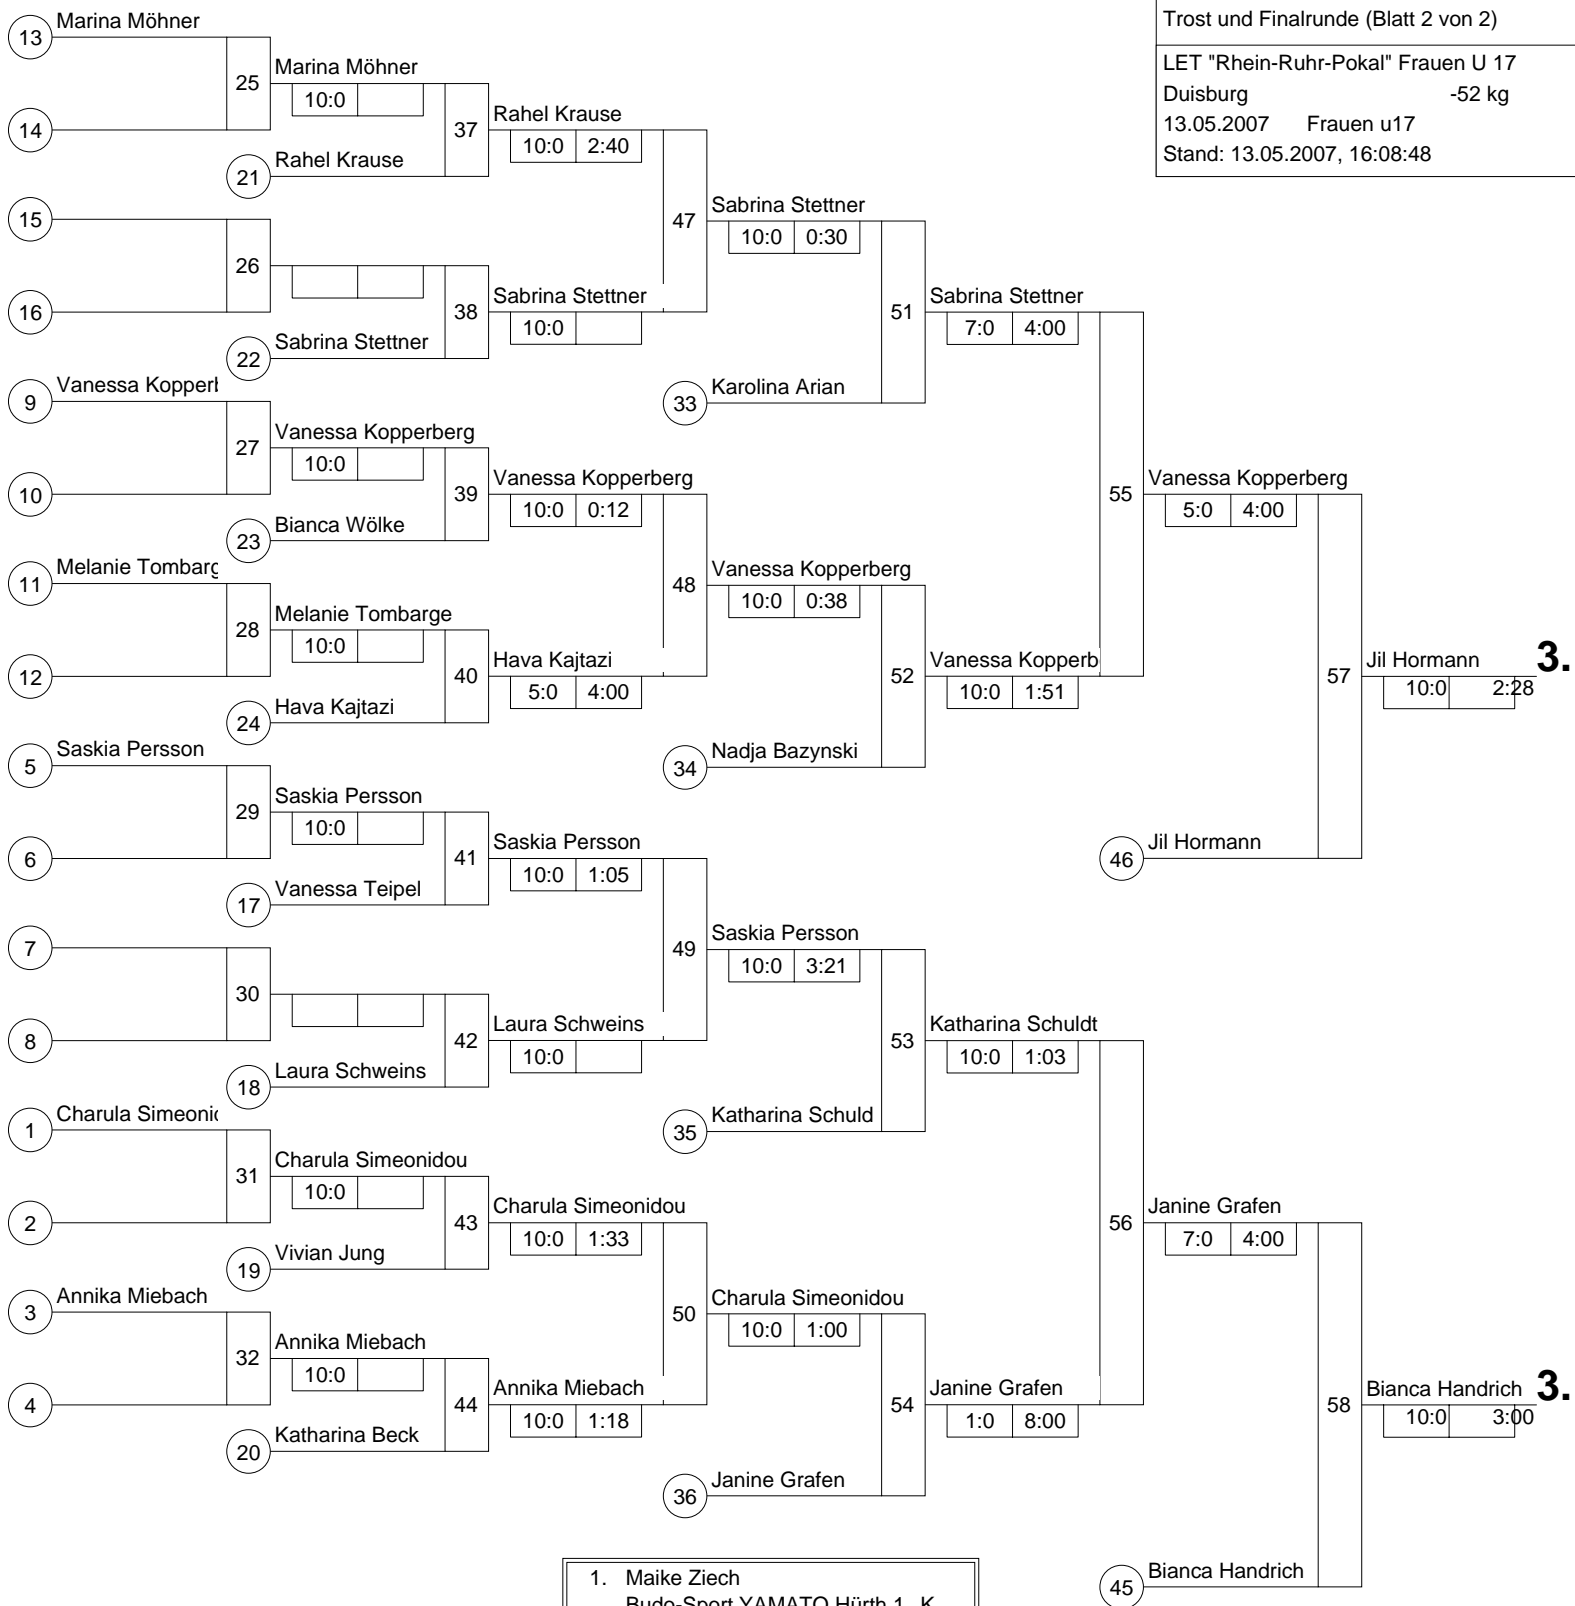 Trost und Finalrunde (Blatt 2 von 2)
LET "Rhein-Ruhr-Pokal" Frauen U 17
Duisburg -52 kg
13.05.2007 Frauen u17
Stand: 13.05.2007, 16:08:48
13 Marina Möhner
25
Marina Möhner
10:0
14
37
Rahel Krause
10:0 2:40
21 Rahel Krause
15
47
Sabrina Stettner
10:0 0:30
26
16
38
Sabrina Stettner
10:0
51
Sabrina Stettner
7:0 4:00
22 Sabrina Stettner
9 Vanessa Kopper
33 Karolina Arian
27
Vanessa Kopperberg
10:0
10
39
Vanessa Kopperberg
10:0 0:12
55
Vanessa Kopperberg
5:0 4:00
23 Bianca Wölke
11 Melanie Tombarg
48
Vanessa Kopperberg
10:0 0:38
28
Melanie Tombarge
10:0
12
40
Hava Kajtazi
5:0 4:00
52
Vanessa Kopperb
10:0 1:51
57
Jil Hormann 3.
10:0 2:28
24 Hava Kajtazi
5 Saskia Persson
34 Nadja Bazynski
29
Saskia Persson
10:0
6
41
Saskia Persson
10:0 1:05
46 Jil Hormann
17 Vanessa Teipel
7
49
Saskia Persson
10:0 3:21
30
8
42
Laura Schweins
10:0
53
Katharina Schuldt
10:0 1:03
18 Laura Schweins
1 Charula Simeoni
35 Katharina Schuld
31
Charula Simeonidou
10:0
2
43
Charula Simeonidou
10:0 1:33
56
Janine Grafen
7:0 4:00
19 Vivian Jung
3 Annika Miebach
50
Charula Simeonidou
10:0 1:00
32
Annika Miebach
10:0
4
44
Annika Miebach
10:0 1:18
54
Janine Grafen
1:0 8:00
58
Bianca Handrich 3.
10:0 3:00
20 Katharina Beck
36 Janine Grafen
45 Bianca Handrich
1. Maike Ziech
Budo-Sport YAMATO Hürth 1. K